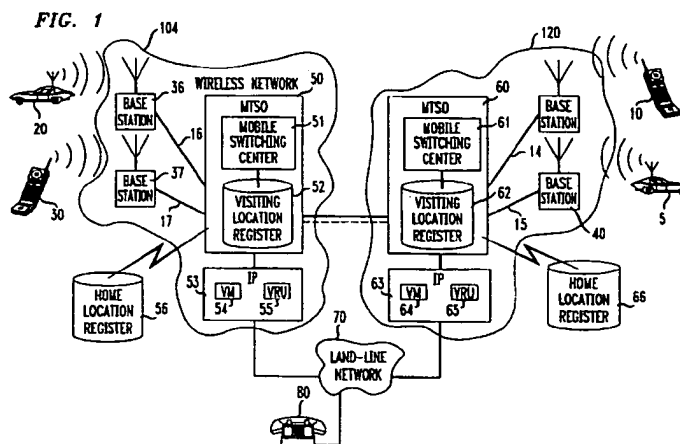 FIG. 1
104
120
WIRELESS NETWORK
50
60
36
MTSO
MTSO
51
61
20
BASE STATION
16
MOBILE SWITCHING CENTER
MOBILE SWITCHING CENTER
14
BASE STATION
10
37
52
62
BASE STATION
VISITING LOCATION REGISTER
VISITING LOCATION REGISTER
BASE STATION
30
17
15
40
5
IP
IP
53
VM
VRU
54
55
63
VM
VRU
64
65
HOME LOCATION REGISTER
56
HOME LOCATION REGISTER
66
70
LAND-LINE NETWORK
80